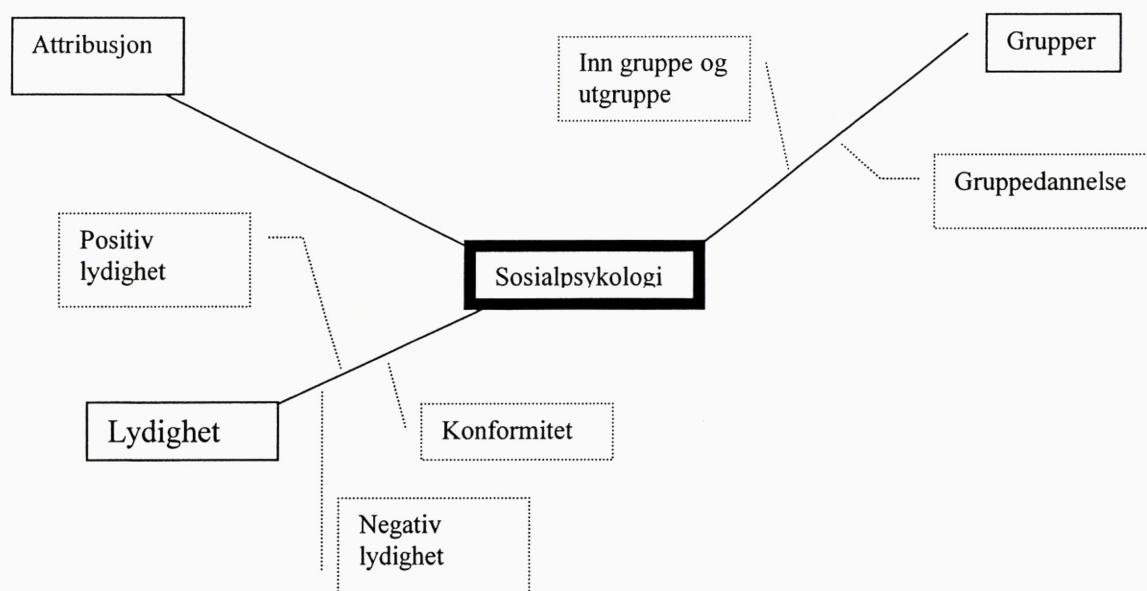 Attribusjon
Grupper
Inn gruppe og
utgruppe
Gruppedannelse
Positiv
lydighet
Sosialpsykologi
Lydighet
Konformitet
Negativ
lydighet